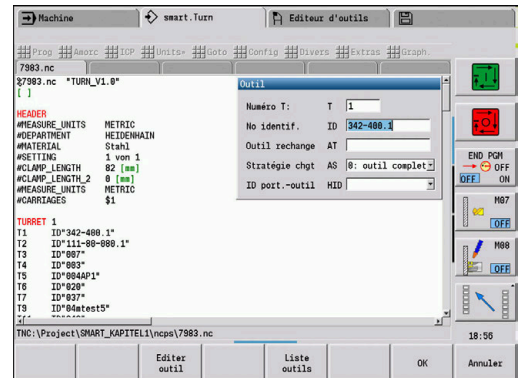 Machine
smart.Turn
Editeur d'outils
Prog Amorc ICP Units» Goto Config Divers Extras Graph.
7983.nc
%7983.nc "TURN_V1.0"
[ ]
HEADER
#MEASURE_UNITS METRIC
#DEPARTMENT HEIDENHAIN
#MATERIAL Stahl
#SETTING 1 von 1
#CLAMP_LENGTH 82 [mm]
#CLAMP_LENGTH_2 0 [mm]
#MEASURE_UNITS METRIC
#CARRIAGES $1
TURRET 1
T1 ID"342-400.1"
T2 ID"111-80-080.1"
T3 ID"007"
T4 ID"003"
T5 ID"004AP1"
T6 ID"020"
T7 ID"037"
T9 ID"04mtest5"
Outil
Numéro T: T 1
No identif. ID 342-400.1
Outil rechange AT
Stratégie chgt AS 0: outil complet
ID port.-outil HID
TNC:\Project\SMART_KAPITEL1\ncps\7983.nc
END PGM
OFF ON
M07
OFF
M08
OFF
18:56
Editer outil
Liste outils
OK
Annuler